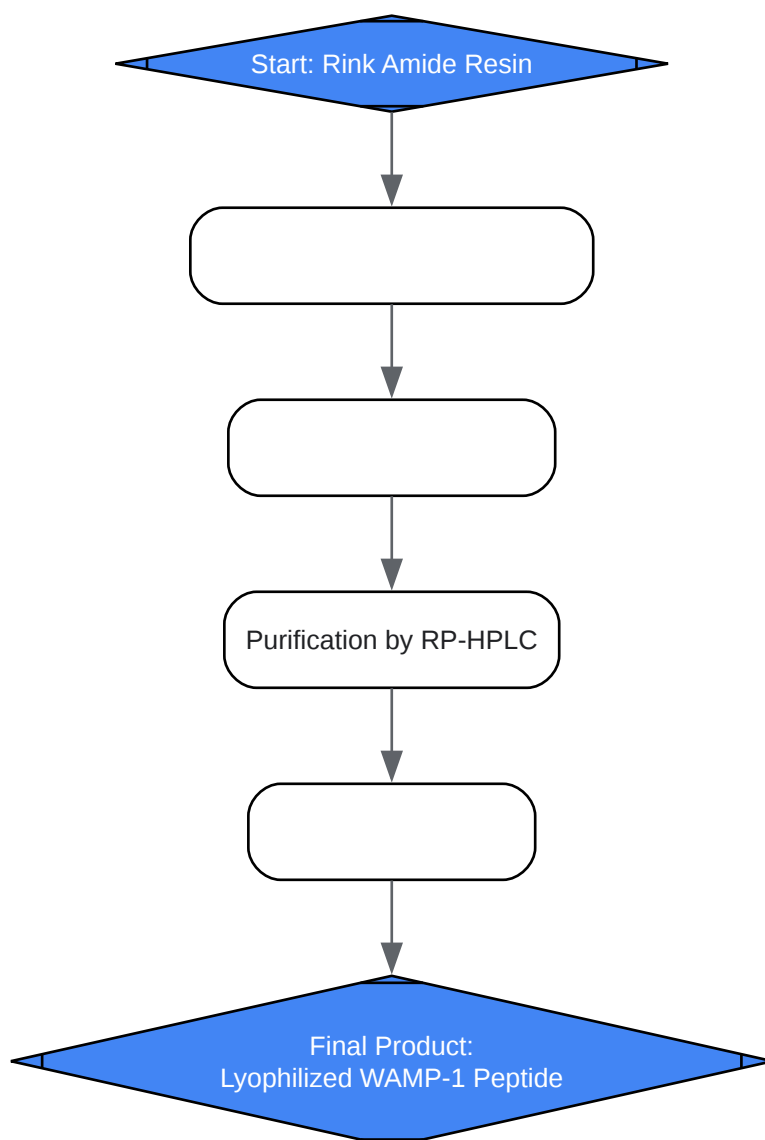 Start: Rink Amide Resin
Purification by RP-HPLC
Final Product:
Lyophilized WAMP-1 Peptide